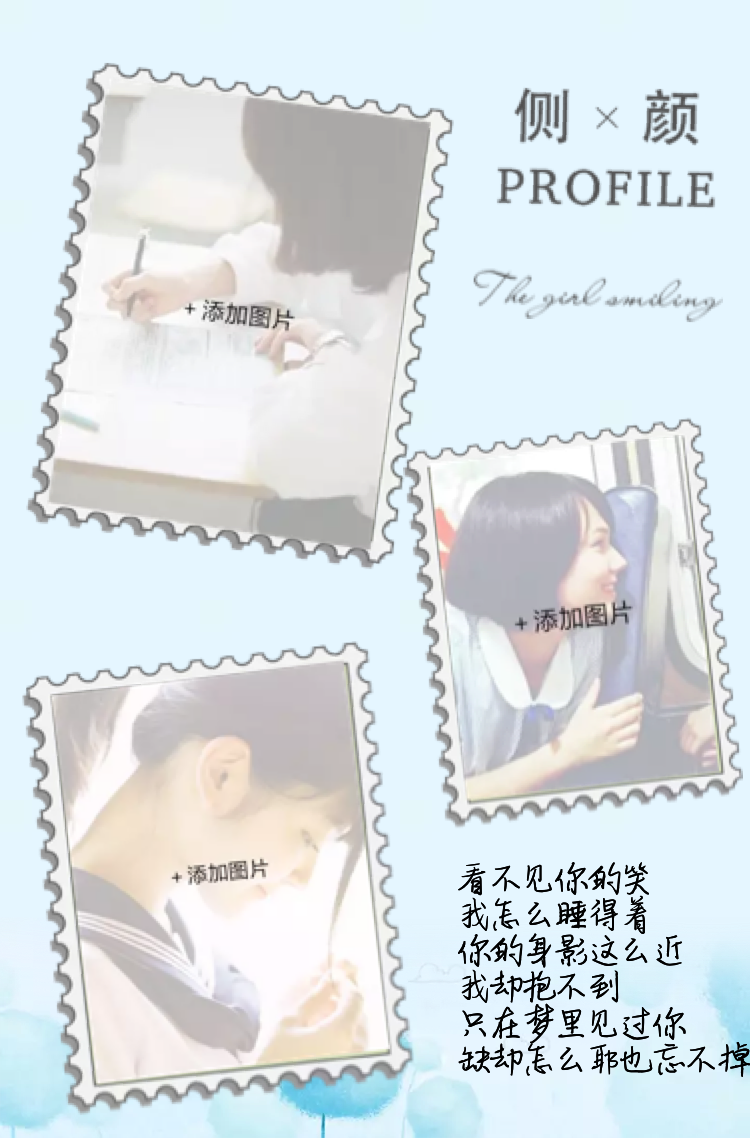 侧×颜
PROFILE
The girl smiling
+添加图片
+添加图片
+添加图片
看不见你的笑
我怎么睡得着
你的身影这么近
我却抱不到
只在梦里见过你
缺却怎么耶也忘不掉